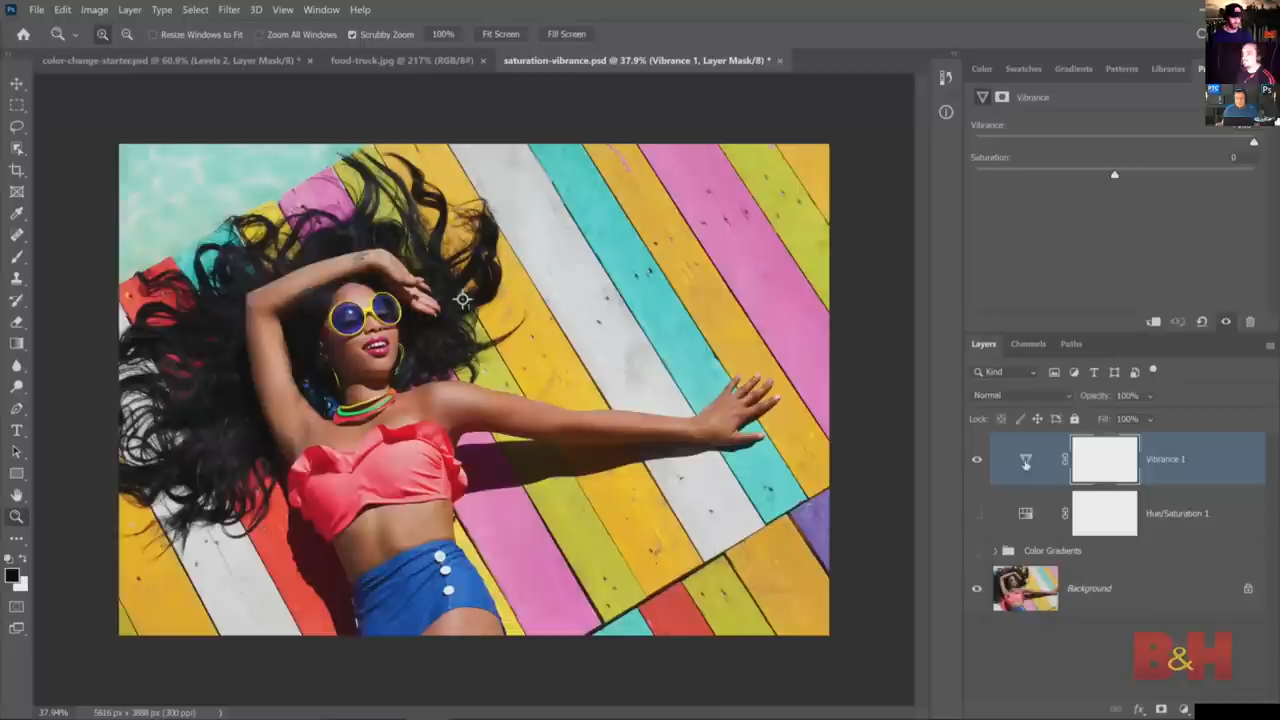 Ps File Edit Image Layer Type Select Filter 3D View Window Help
Resize Windows to Fit Zoom All Windows Scrubby Zoom 100% Fit Screen Fill Screen
color-change-starter.psd @ 60.9% (Levels 2, Layer Mask/8) * × food-truck.jpg @ 217% (RGB/8#) × saturation-vibrance.psd @ 37.9% (Vibrance 1, Layer Mask/8) * ×
Color Swatches Gradients Patterns Libraries
PTC Ps
Vibrance
Vibrance:
Saturation: 0
Layers Channels Paths
Kind
Normal Opacity: 100%
Lock: Fill: 100%
Vibrance 1
Hue/Saturation 1
Color Gradients
Background
B&H
fx
37.94% 5616 px x 3888 px (300 ppi)